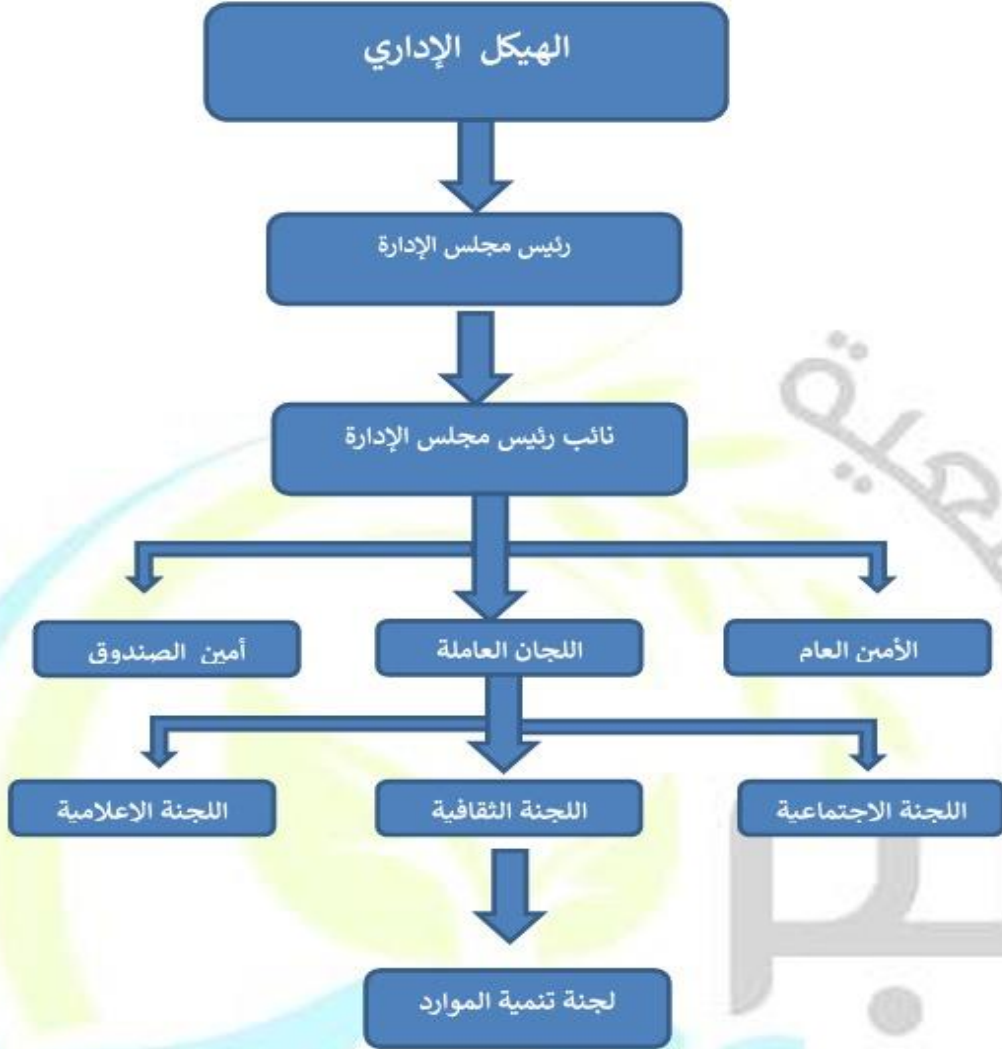 الهيكل الإداري
رئيس مجلس الإدارة
نائب رئيس مجلس الإدارة
الأمين العام
اللجان العاملة
أمين الصندوق
اللجنة الاجتماعية
اللجنة الثقافية
اللجنة الإعلامية
لجنة تنمية الموارد